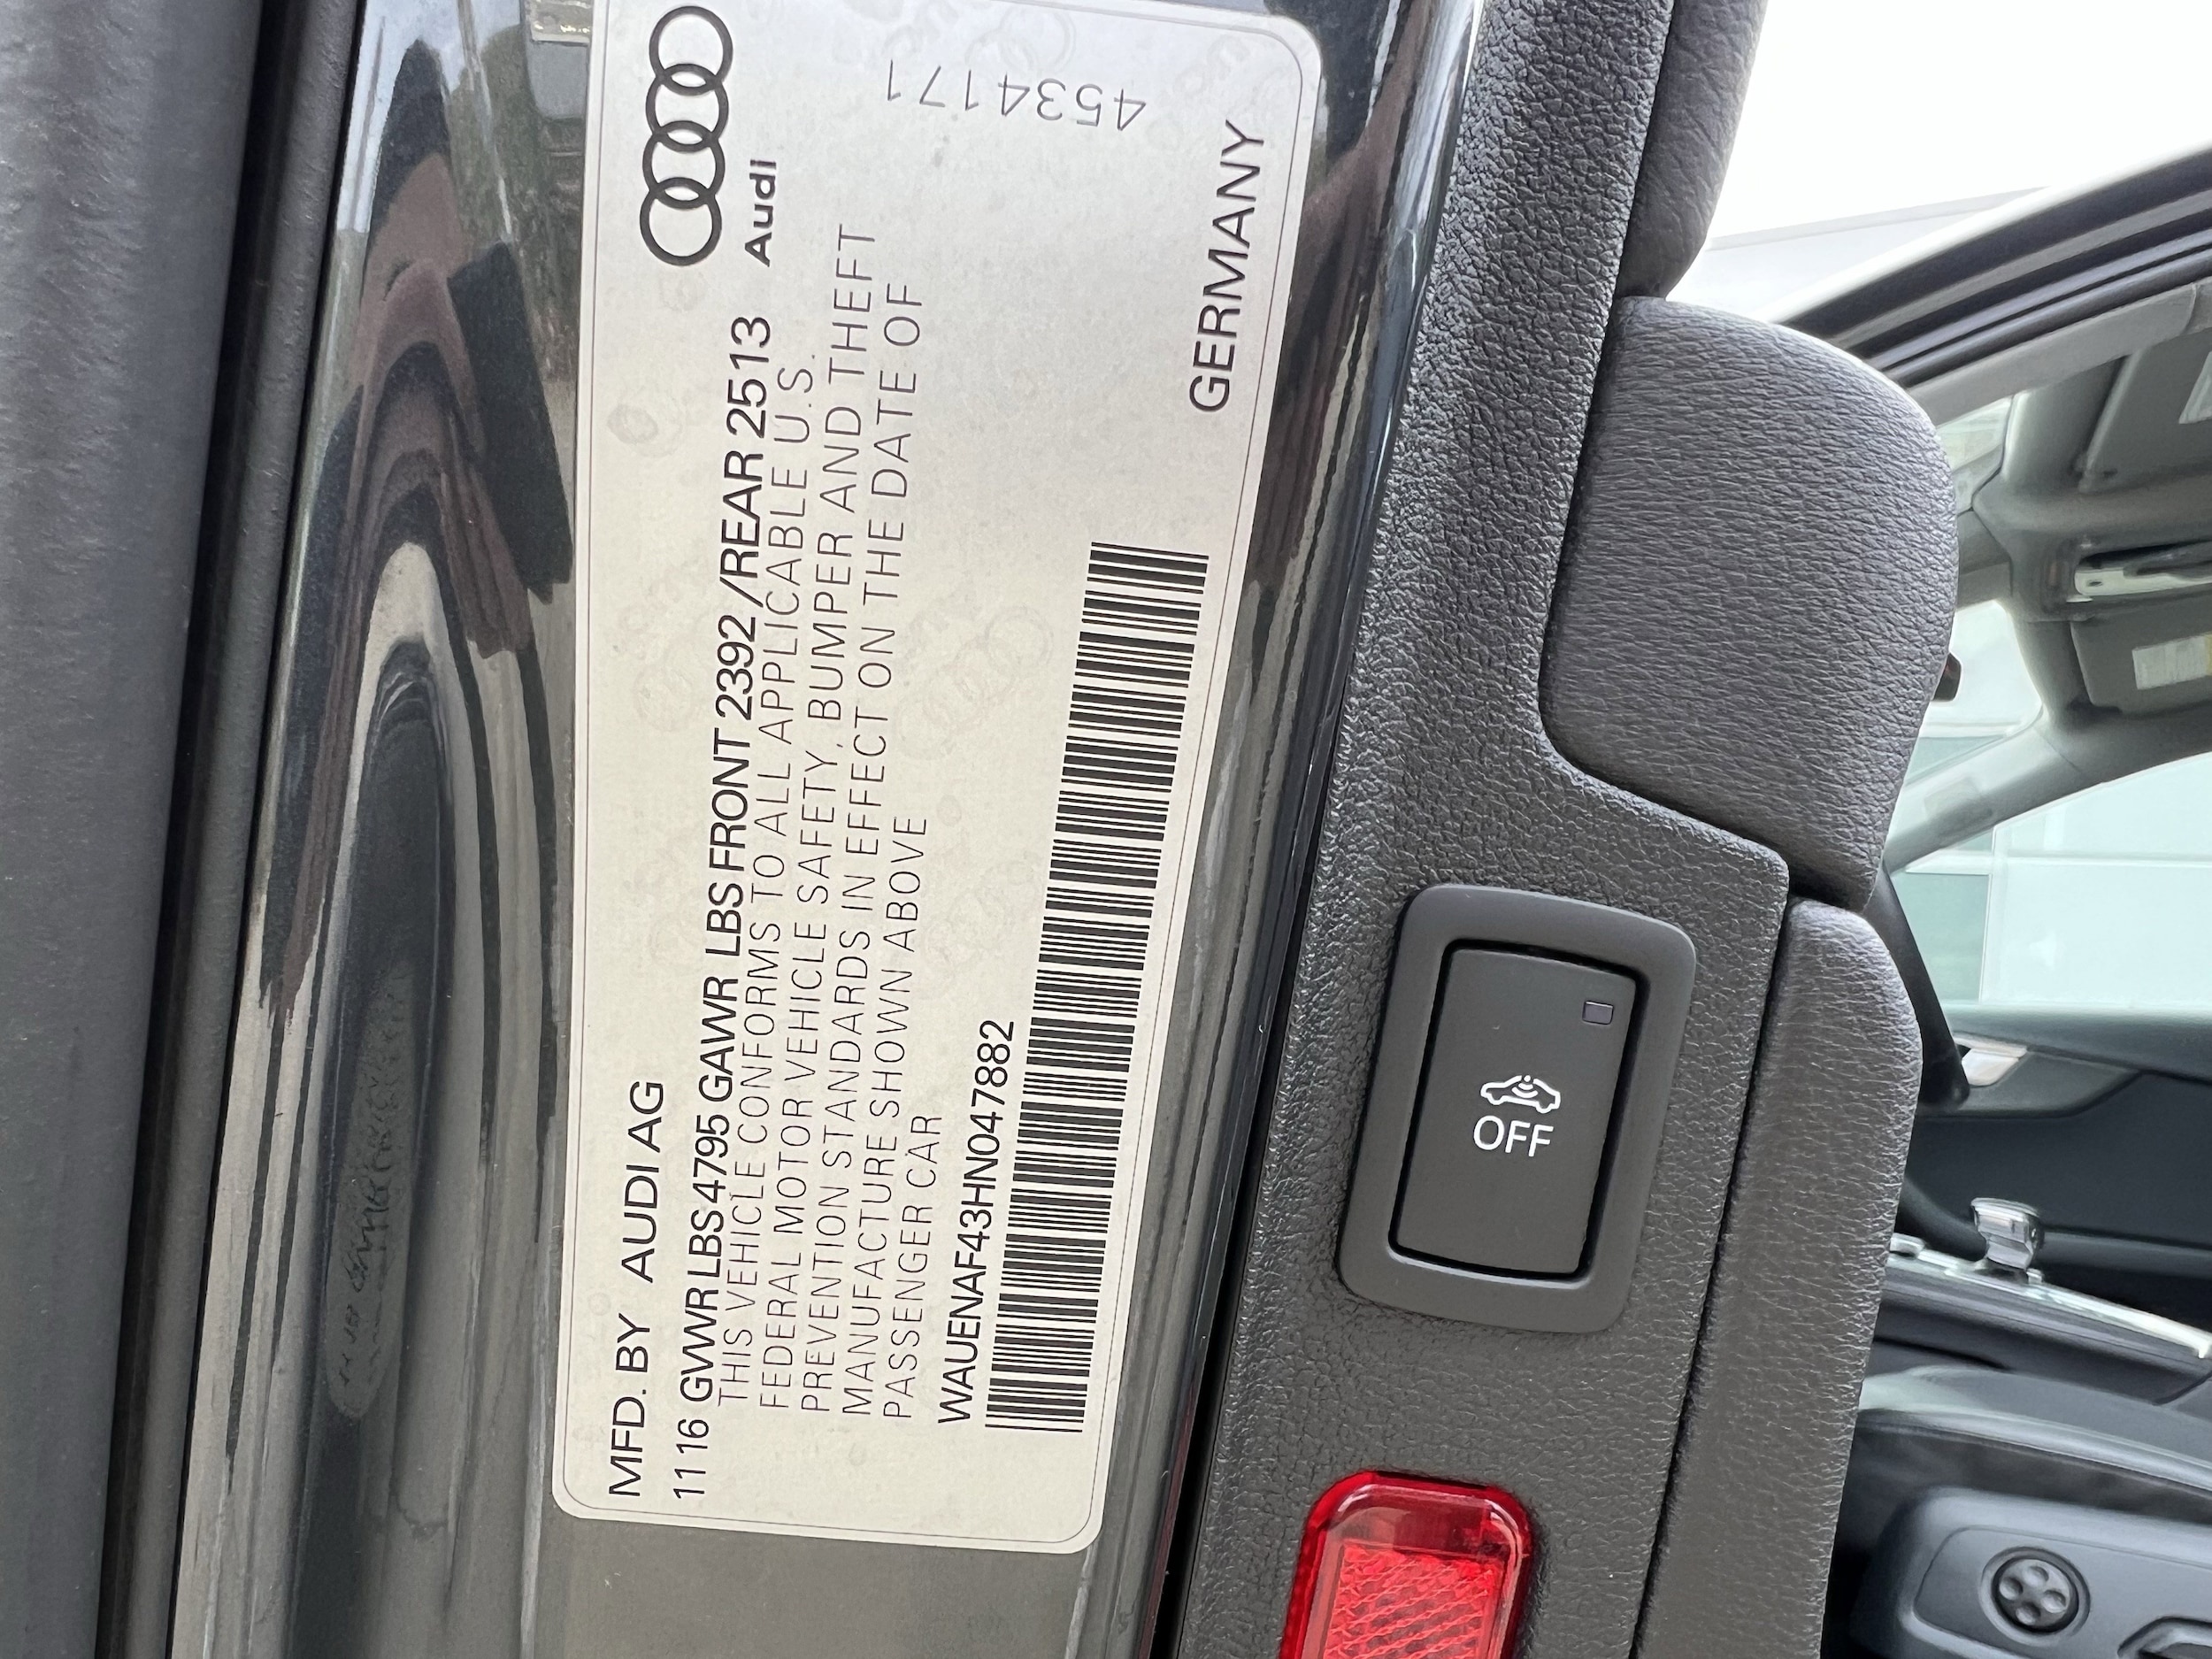 MFD. BY AUDI AG
Audi
11 16 GVWR LBS 4795 GAWR LBS FRONT 2392 /REAR 2513
THIS VEHICLE CONFORMS TO ALL APPLICABLE U.S.
FEDERAL MOTOR VEHICLE SAFETY, BUMPER AND THEFT
PREVENTION STANDARDS IN EFFECT ON THE DATE OF
MANUFACTURE SHOWN ABOVE
PASSENGER CAR
WAUENAF43HN047882
4534171
GERMANY
OFF